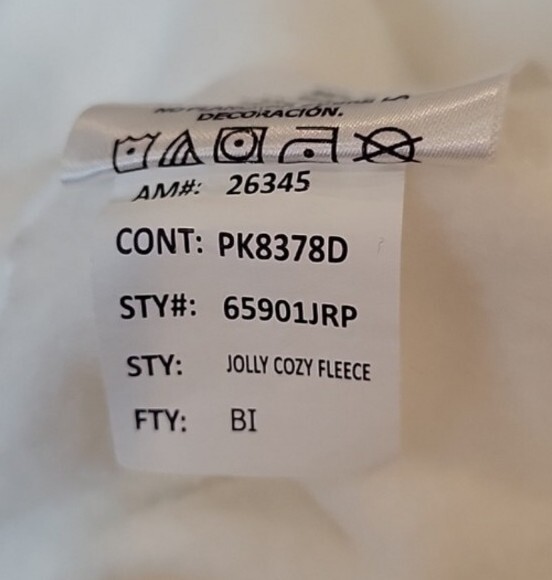 DECORACIÓN.
AM#: 26345
CONT: PK8378D
STY#: 65901JRP
STY: JOLLY COZY FLEECE
FTY: BI